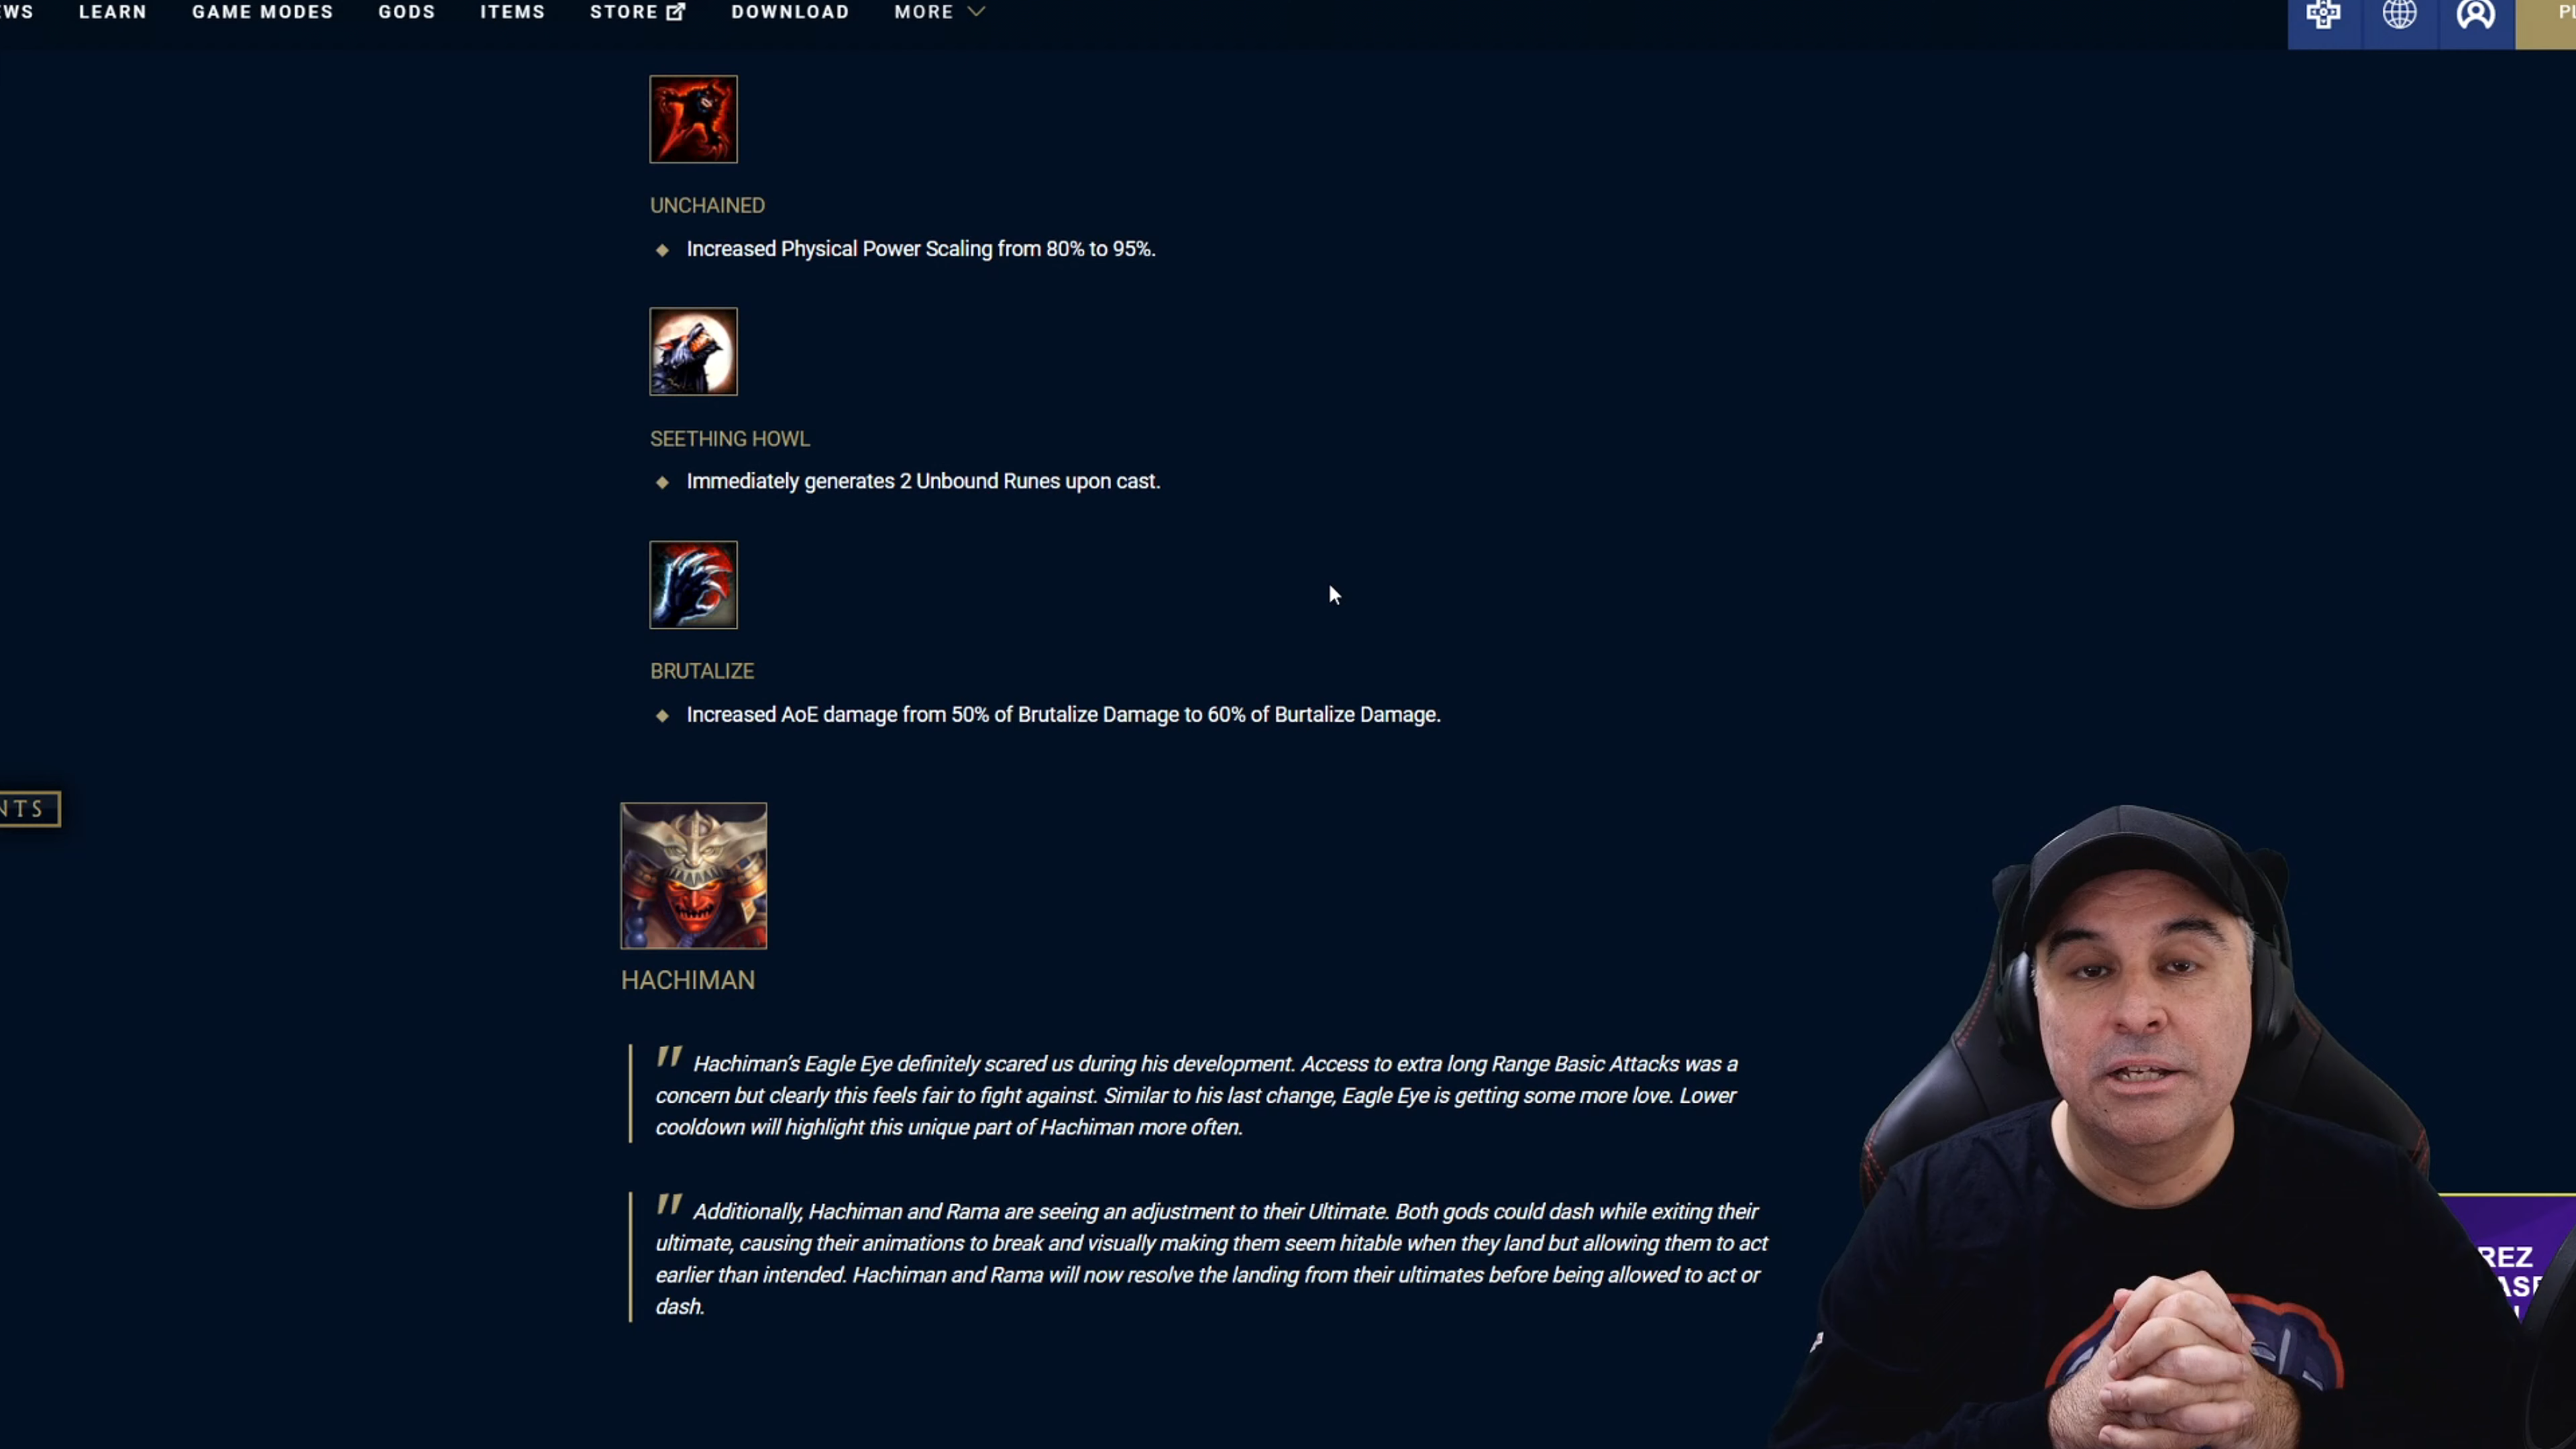 EWS LEARN GAME MODES GODS ITEMS STORE DOWNLOAD MORE PL
UNCHAINED
Increased Physical Power Scaling from 80% to 95%.
SEETHING HOWL
Immediately generates 2 Unbound Runes upon cast.
BRUTALIZE
Increased AoE damage from 50% of Brutalize Damage to 60% of Burtalize Damage.
NTS
HACHIMAN
" Hachiman's Eagle Eye definitely scared us during his development. Access to extra long Range Basic Attacks was a
concern but clearly this feels fair to fight against. Similar to his last change, Eagle Eye is getting some more love. Lower
cooldown will highlight this unique part of Hachiman more often.
" Additionally, Hachiman and Rama are seeing an adjustment to their Ultimate. Both gods could dash while exiting their
ultimate, causing their animations to break and visually making them seem hitable when they land but allowing them to act
earlier than intended. Hachiman and Rama will now resolve the landing from their ultimates before being allowed to act or
dash.
REZ
ASE